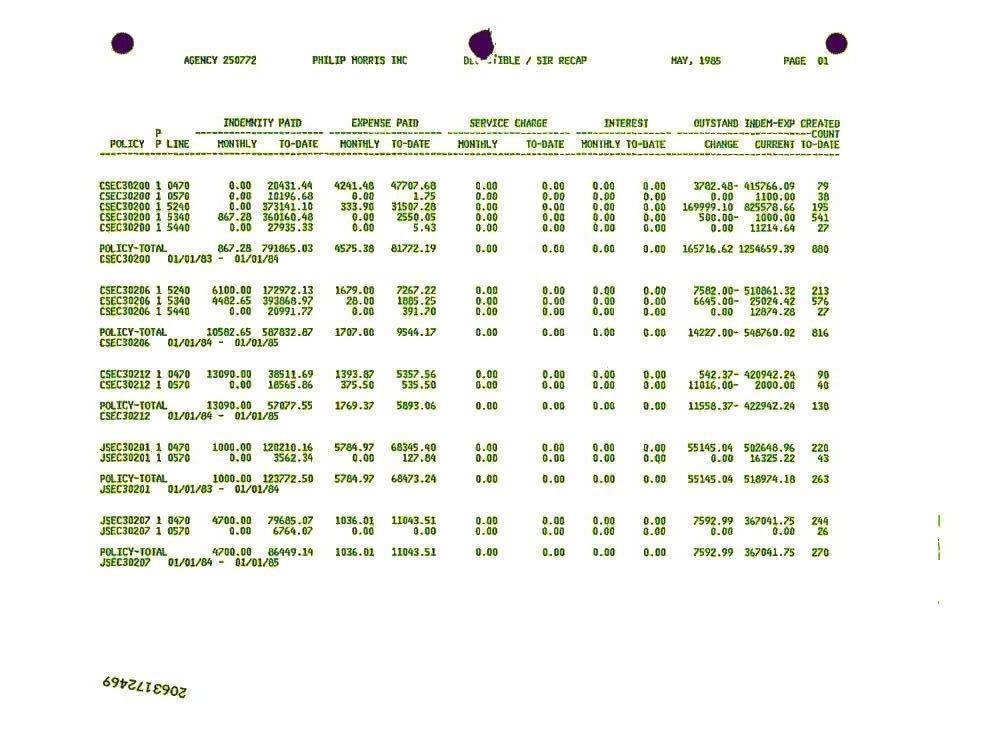 AGENCY 250772 PHILIP MORRIS INC / SIR RECAP MAY, 1985 PAGE 01
INDEMNITY PAID EXPENSE PAID SERVICE CHARGE INTEREST OUTSTAND INDEM-EXP CREATED
P COUNT
POLICY P LINE MONTHLY TO-DATE MONTHLY TO-DATE MONTHLY TO-DATE MONTHLY TO-DATE CHANGE CURRENT TO-DATE
CSEC30200 1 0470 0.00 20431.44 4241.48 47707.68 0.00 0.00 0.00 0.00 3782.48- 415766.09 79
CSEC30200 1 0570 0.00 10196.68 0.00 1.75 0.00 0.00 0.00 0.00 0.00 1100.00 38
CSEC30200 1 5240 0.00 373141.10 333.90 31507.28 0.00 0.00 0.00 0.00 169999.10 825578.66 195
CSEC30200 1 5340 867.28 360160.48 0.00 2550.05 0.00 0.00 0.00 0.00 500.00- 1000.00 541
CSEC30200 1 5440 0.00 27935.33 0.00 5.43 0.00 0.00 0.00 0.00 0.00 11214.64 27
POLICY-TOTAL 867.28 791865.03 4575.38 81772.19 0.00 0.00 0.00 0.00 165716.62 1254659.39 880
CSEC30200 01/01/83 - 01/01/84
CSEC30206 1 5240 6100.00 172972.13 1679.00 7267.22 0.00 0.00 0.00 0.00 7582.00- 510861.32 213
CSEC30206 1 5340 4482.65 393868.97 28.00 1885.25 0.00 0.00 0.00 0.00 6645.00- 25024.42 576
CSEC30206 1 5440 0.00 20991.77 0.00 391.70 0.00 0.00 0.00 0.00 0.00 12874.28 27
POLICY-TOTAL 10582.65 587832.87 1707.00 9544.17 0.00 0.00 0.00 0.00 14227.00- 548760.02 816
CSEC30206 01/01/84 - 01/01/85
CSEC30212 1 0470 13090.00 38511.69 1393.87 5357.56 0.00 0.00 0.00 0.00 542.37- 420942.24 90
CSEC30212 1 0570 0.00 18565.86 375.50 535.50 0.00 0.00 0.00 0.00 11016.00- 2000.00 40
POLICY-TOTAL 13090.00 57077.55 1769.37 5893.06 0.00 0.00 0.00 0.00 11558.37- 422942.24 130
CSEC30212 01/01/84 - 01/01/85
JSEC30201 1 0470 1000.00 120210.16 5784.97 68345.40 0.00 0.00 0.00 0.00 55145.04 502648.96 220
JSEC30201 1 0570 0.00 3562.34 0.00 127.84 0.00 0.00 0.00 0.00 0.00 16325.22 43
POLICY-TOTAL 1000.00 123772.50 5784.97 68473.24 0.00 0.00 0.00 0.00 55145.04 518974.18 263
JSEC30201 01/01/83 - 01/01/84
JSEC30207 1 0470 4700.00 79685.07 1036.01 11043.51 0.00 0.00 0.00 0.00 7592.99 367041.75 244
JSEC30207 1 0570 0.00 6764.07 0.00 0.00 0.00 0.00 0.00 0.00 0.00 0.00 26
POLICY-TOTAL 4700.00 86449.14 1036.01 11043.51 0.00 0.00 0.00 0.00 7592.99 367041.75 270
JSEC30207 01/01/84 - 01/01/85
2063172469